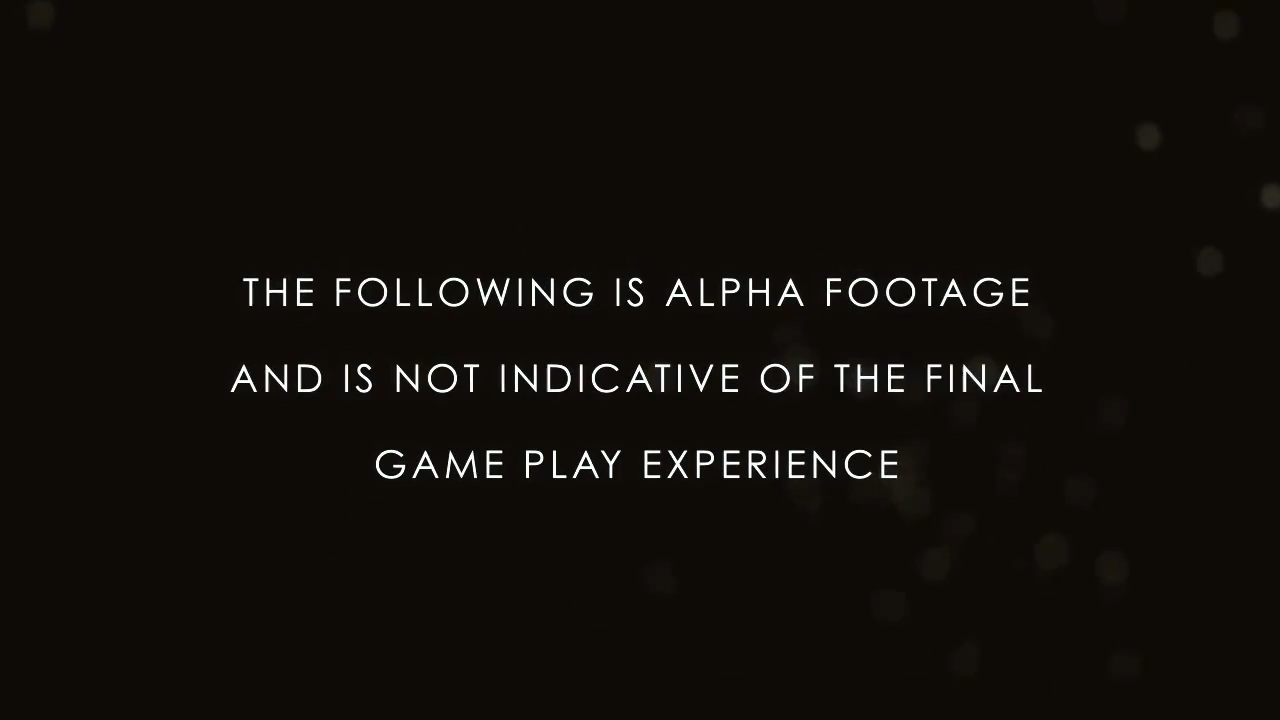 THE FOLLOWING IS ALPHA FOOTAGE
AND IS NOT INDICATIVE OF THE FINAL
GAME PLAY EXPERIENCE